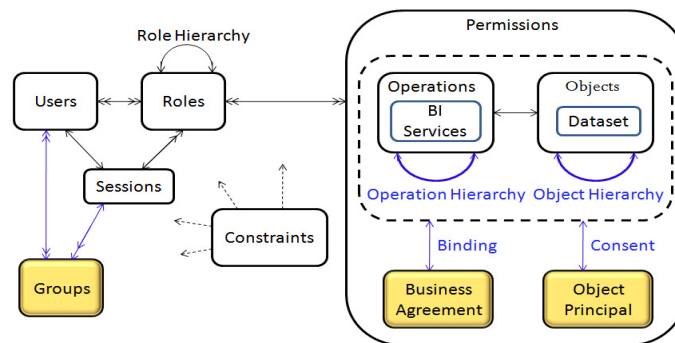 Permissions
Role Hierarchy
Users
Roles
Operations
BI
Services
Objects
Dataset
Sessions
Operation Hierarchy
Object Hierarchy
Constraints
Binding
Consent
Groups
Business
Agreement
Object
Principal